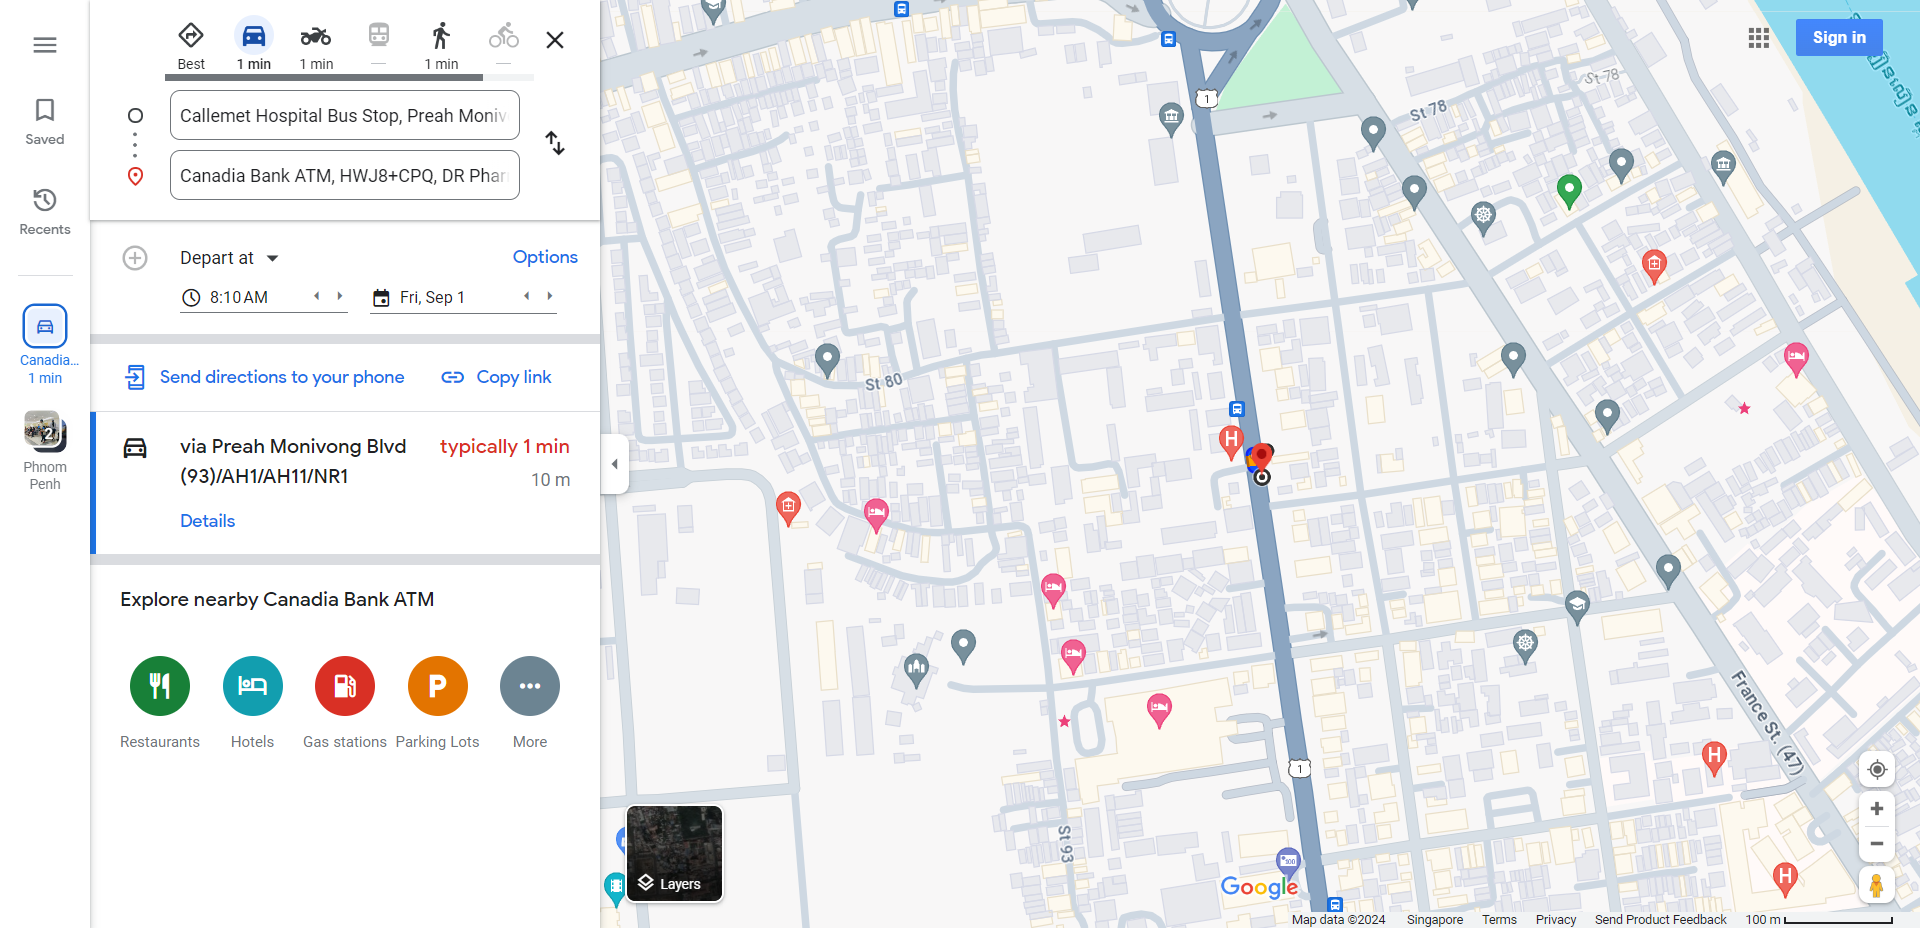 Best
1 min
1 min
—
1 min
—
Saved
Recents
Canadia...
1 min
2
Phnom
Penh
Callemet Hospital Bus Stop, Preah Moniv
Canadia Bank ATM, HWJ8+CPQ, DR Phar
Depart at
Options
8:10 AM
Fri, Sep 1
Send directions to your phone
Copy link
via Preah Monivong Blvd
(93)/AH1/AH11/NR1
typically 1 min
10 m
Details
Explore nearby Canadia Bank ATM
Restaurants
Hotels
Gas stations
P
Parking Lots
More
Sign in
St 78
St 78
1
St 80
H
H
H
1
France St. (47)
St 93
Layers
Google
Map data ©2024
Singapore
Terms
Privacy
Send Product Feedback
100 m